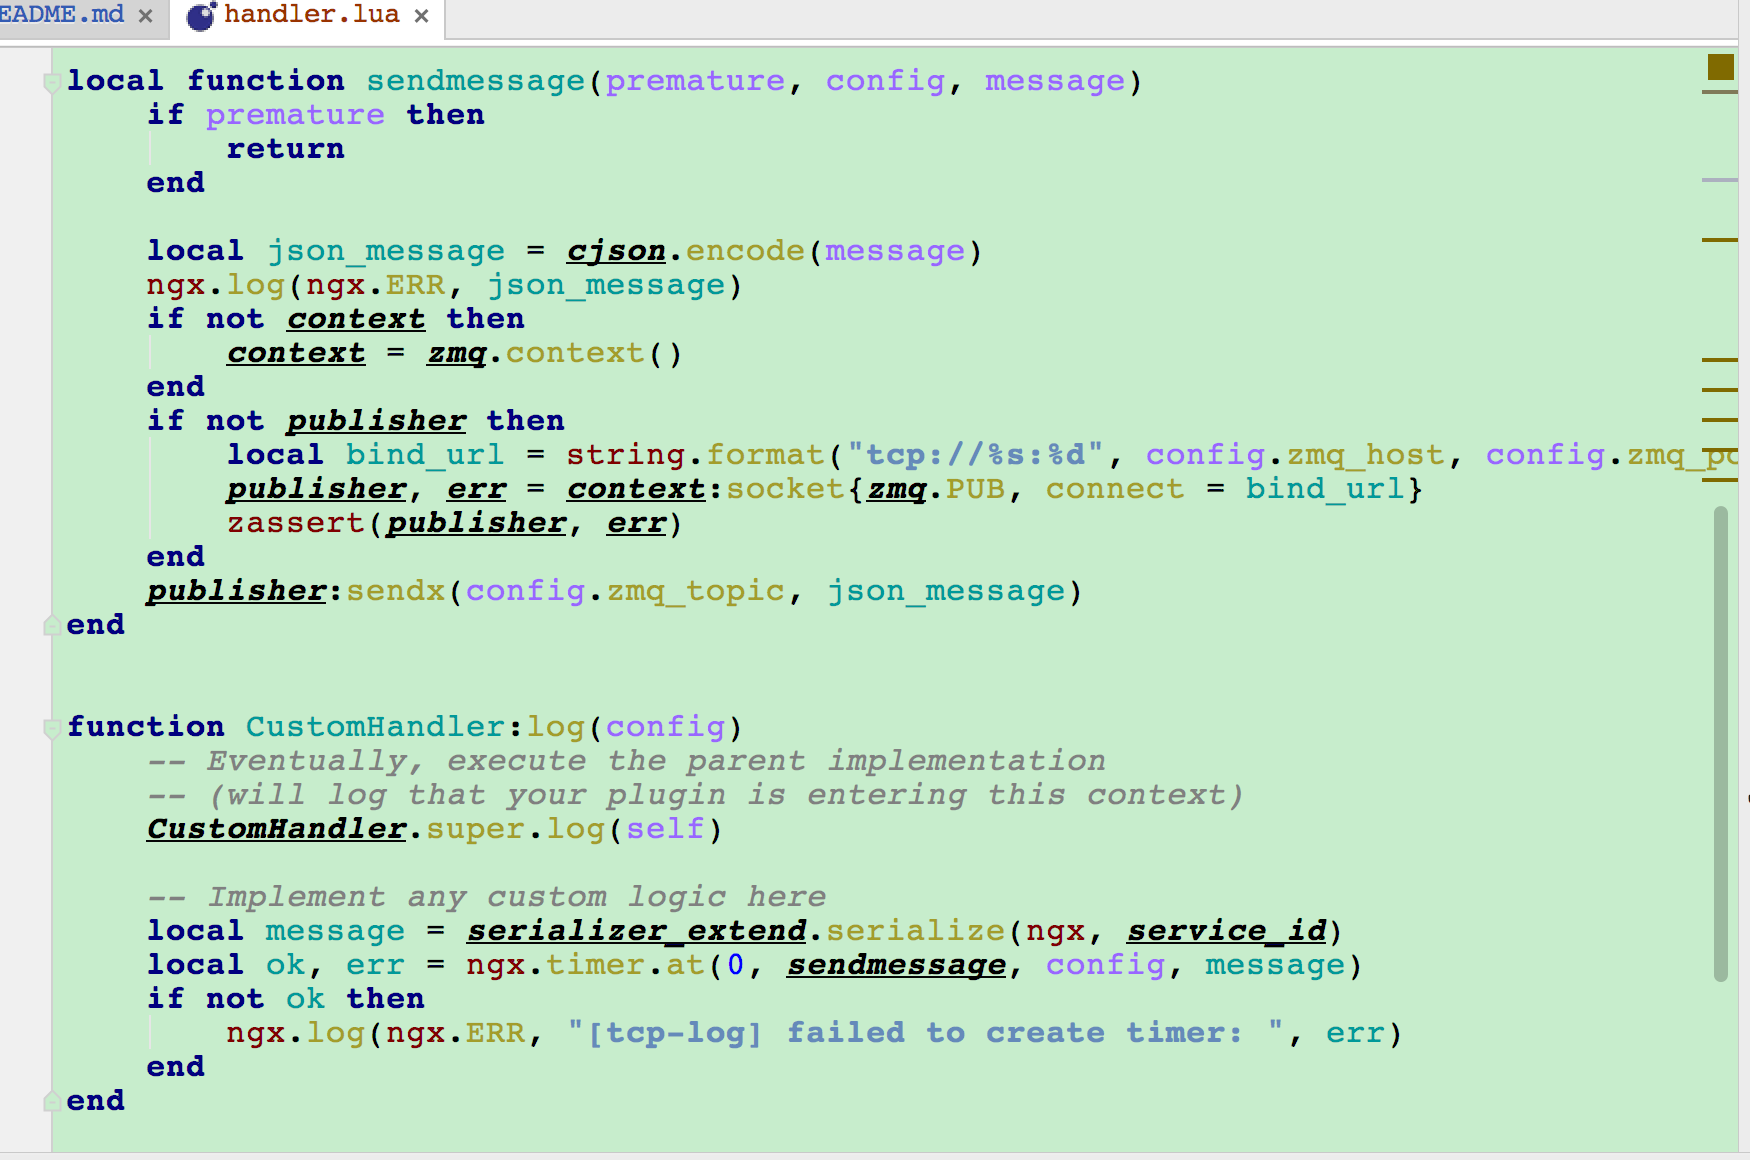 EADME.md ×
handler.lua ×
local function sendmessage(premature, config, message)
    if premature then
        return
    end

    local json_message = cjson.encode(message)
    ngx.log(ngx.ERR, json_message)
    if not context then
        context = zmq.context()
    end
    if not publisher then
        local bind_url = string.format("tcp://%s:%d", config.zmq_host, config.zmq_po
        publisher, err = context:socket{zmq.PUB, connect = bind_url}
        zassert(publisher, err)
    end
    publisher:sendx(config.zmq_topic, json_message)
end

function CustomHandler:log(config)
    -- Eventually, execute the parent implementation
    -- (will log that your plugin is entering this context)
    CustomHandler.super.log(self)

    -- Implement any custom logic here
    local message = serializer_extend.serialize(ngx, service_id)
    local ok, err = ngx.timer.at(0, sendmessage, config, message)
    if not ok then
        ngx.log(ngx.ERR, "[tcp-log] failed to create timer: ", err)
    end
end